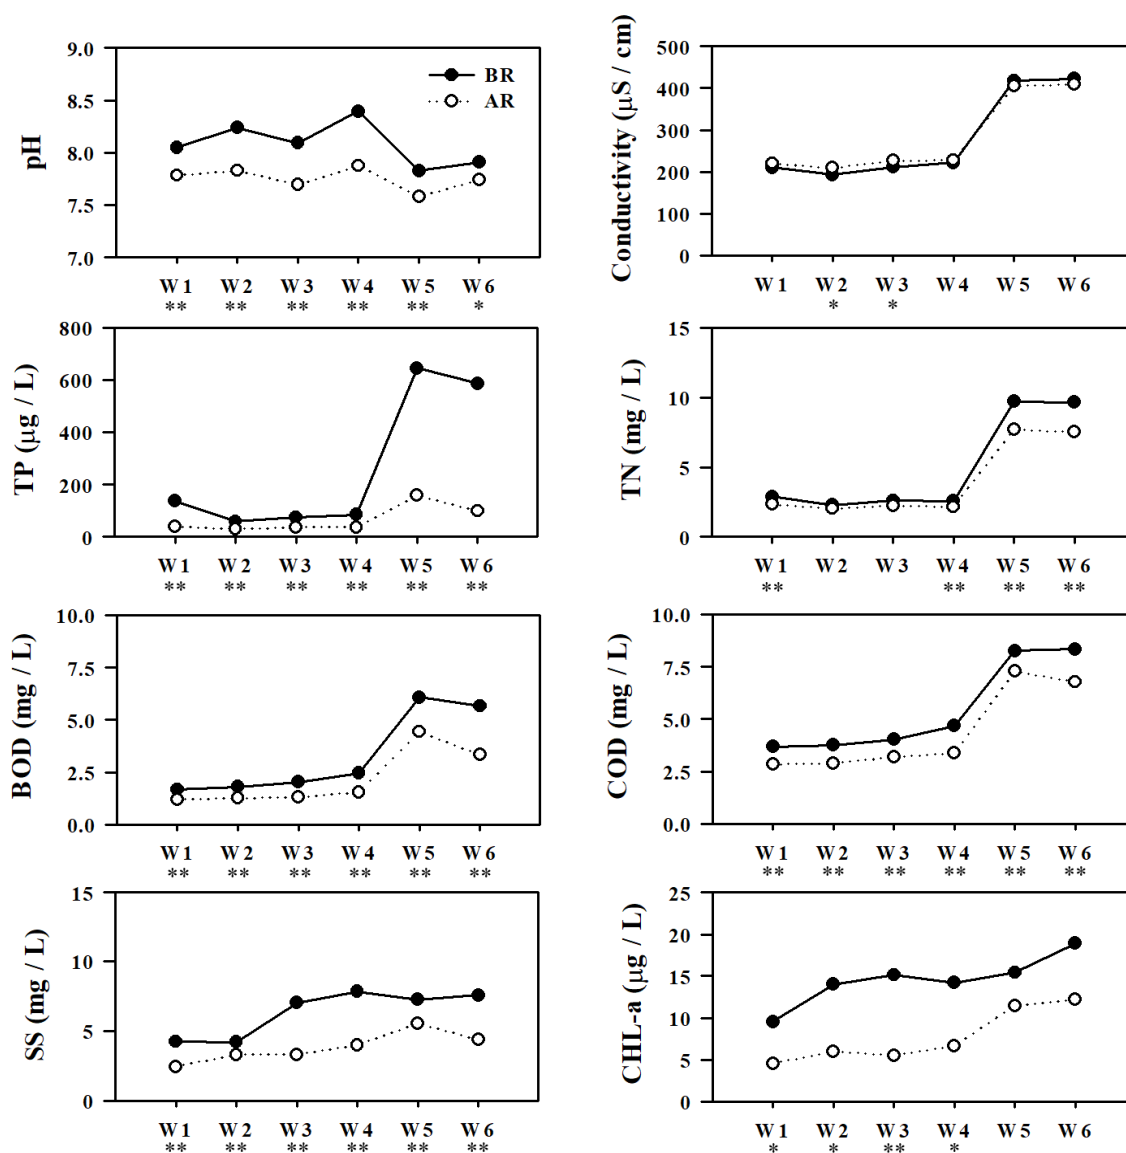 pH
9.0
8.5
8.0
7.5
7.0
BR
AR
W1 W2 W3 W4 W5 W6
** ** ** ** ** *
Conductivity (μS / cm)
500
400
300
200
100
0
W1 W2 W3 W4 W5 W6
* *
TP (μg / L)
800
600
400
200
0
W1 W2 W3 W4 W5 W6
** ** ** ** ** **
TN (mg / L)
15
10
5
0
W1 W2 W3 W4 W5 W6
** ** ** **
BOD (mg / L)
10.0
7.5
5.0
2.5
0.0
W1 W2 W3 W4 W5 W6
** ** ** ** ** **
COD (mg / L)
10.0
7.5
5.0
2.5
0.0
W1 W2 W3 W4 W5 W6
** ** ** ** ** **
SS (mg / L)
15
10
5
0
W1 W2 W3 W4 W5 W6
** ** ** ** ** **
CHL-a (μg / L)
25
20
15
10
5
0
W1 W2 W3 W4 W5 W6
* * ** *